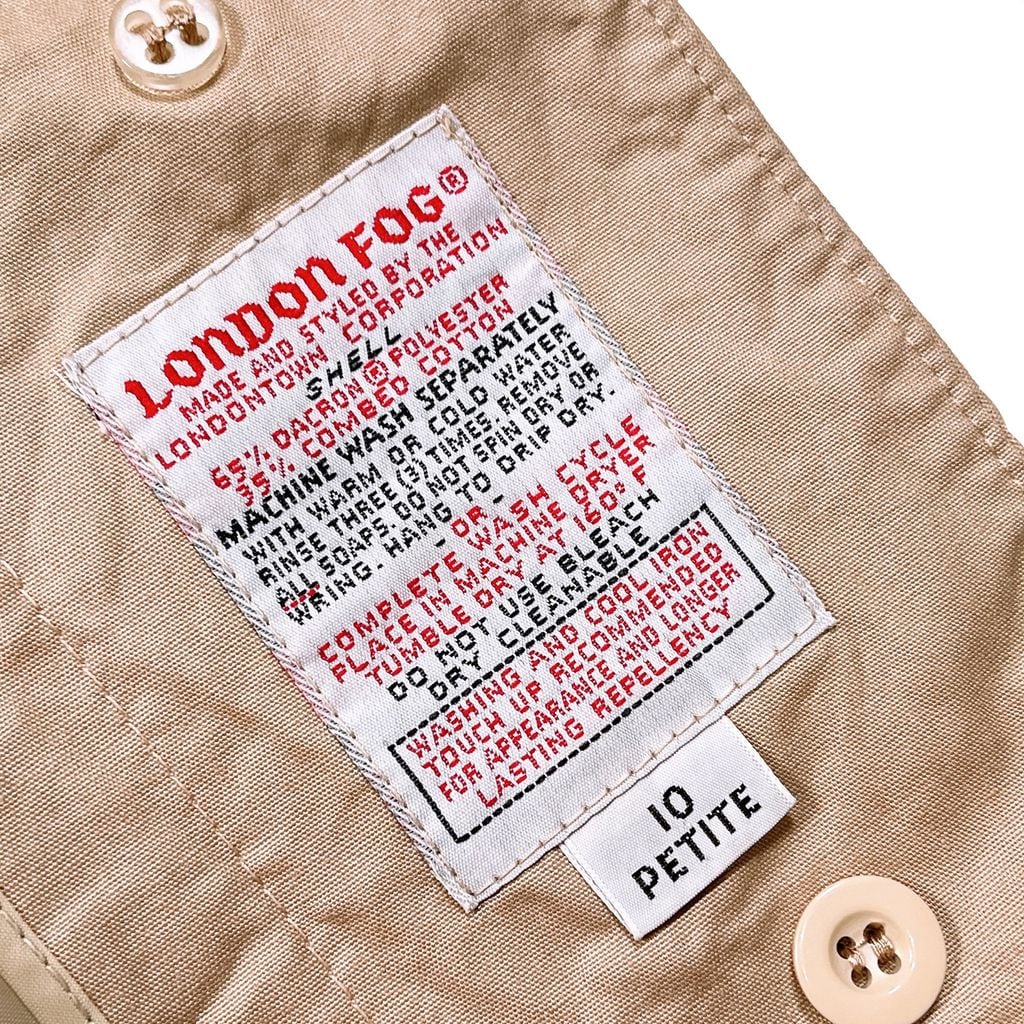 LONDON FOG®
MADE AND STYLED BY THE
LONDONTOWN CORPORATION
SHELL
65% DACRON® POLYESTER
35% COMBED COTTON
MACHINE WASH SEPARATELY
WITH WARM OR COLD WATER
RINSE THREE (3) TIMES, REMOVE
ALL SOAPS. DO NOT SPIN DRY OR
WRING. HANG TO DRIP DRY.
-OR-
COMPLETE WASH CYCLE
PLACE IN MACHINE DRYER
TUMBLE DRY AT 160° F
DO NOT USE BLEACH
DRY CLEANABLE
WASHING AND COOL IRON
TOUCH UP RECOMMENDED
FOR APPEARANCE AND LONGER
LASTING REPELLENCY
10
PETITE